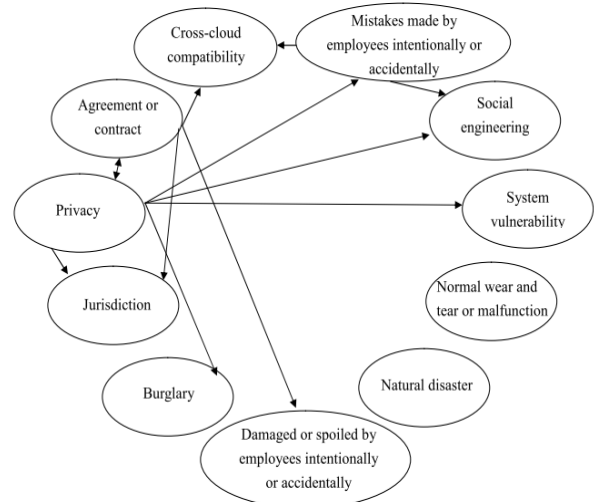 Cross-cloud
compatibility
Mistakes made by
employees intentionally or
accidentally
Agreement or
contract
Social
engineering
Privacy
System
vulnerability
Jurisdiction
Normal wear and
tear or malfunction
Burglary
Natural disaster
Damaged or spoiled by
employees intentionally
or accidentally